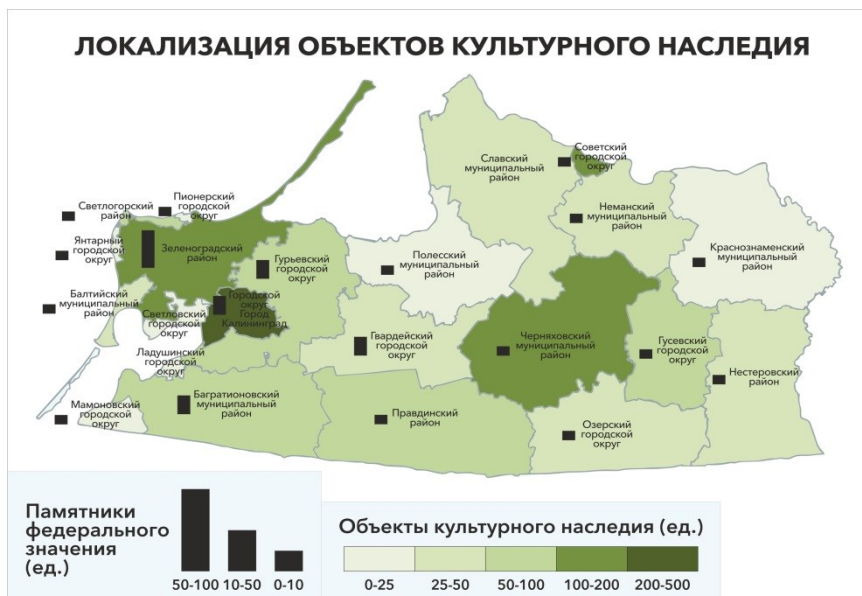 ЛОКАЛИЗАЦИЯ ОБЪЕКТОВ КУЛЬТУРНОГО НАСЛЕДИЯ
Советский
городской
округ
Славский
муниципальный
район
Пионерский
городской
округ
Светлогорский
район
Неманский
муниципальный
район
Янтарный
городской
округ
Зеленоградский
район
Гурьевский
городской
округ
Полесский
муниципальный
район
Краснознаменский
муниципальный
район
Балтийский
муниципальный
район
Светловский
городской
округ
Городской
округ
Город
Калининград
Ладушинский
городской
округ
Гвардейский
городской
округ
Черняховский
муниципальный
район
Гусевский
городской
округ
Нестеровский
район
Мамоновский
городской
округ
Багратионовский
муниципальный
район
Правдинский
район
Озерский
городской
округ
Памятники
федерального
значения
(ед.)
50-100 10-50 0-10
Объекты культурного наследия (ед.)
0-25 25-50 50-100 100-200 200-500